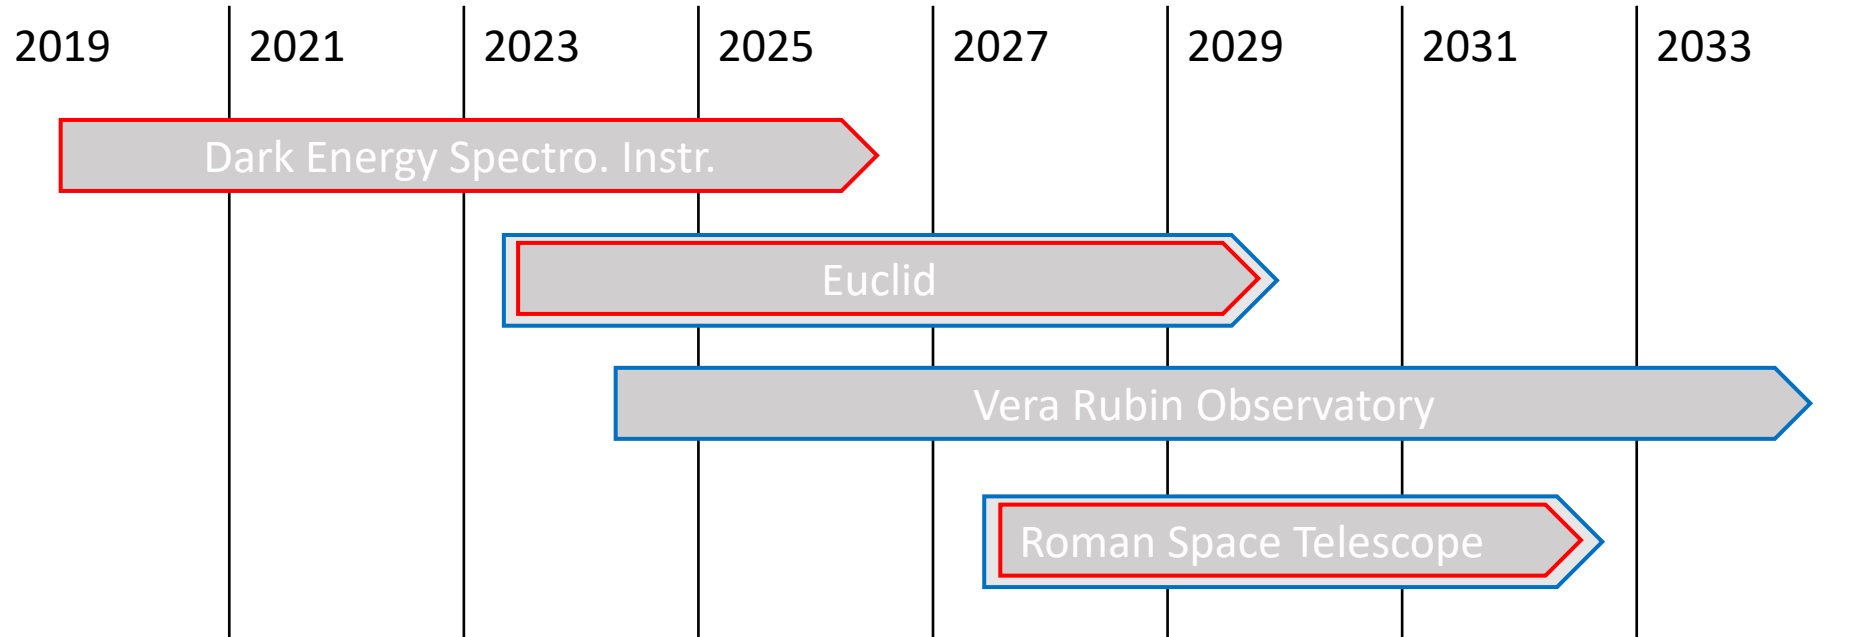 2019 2021 2023 2025 2027 2029 2031 2033
Dark Energy Spectro. Instr.
Euclid
Vera Rubin Observatory
Roman Space Telescope